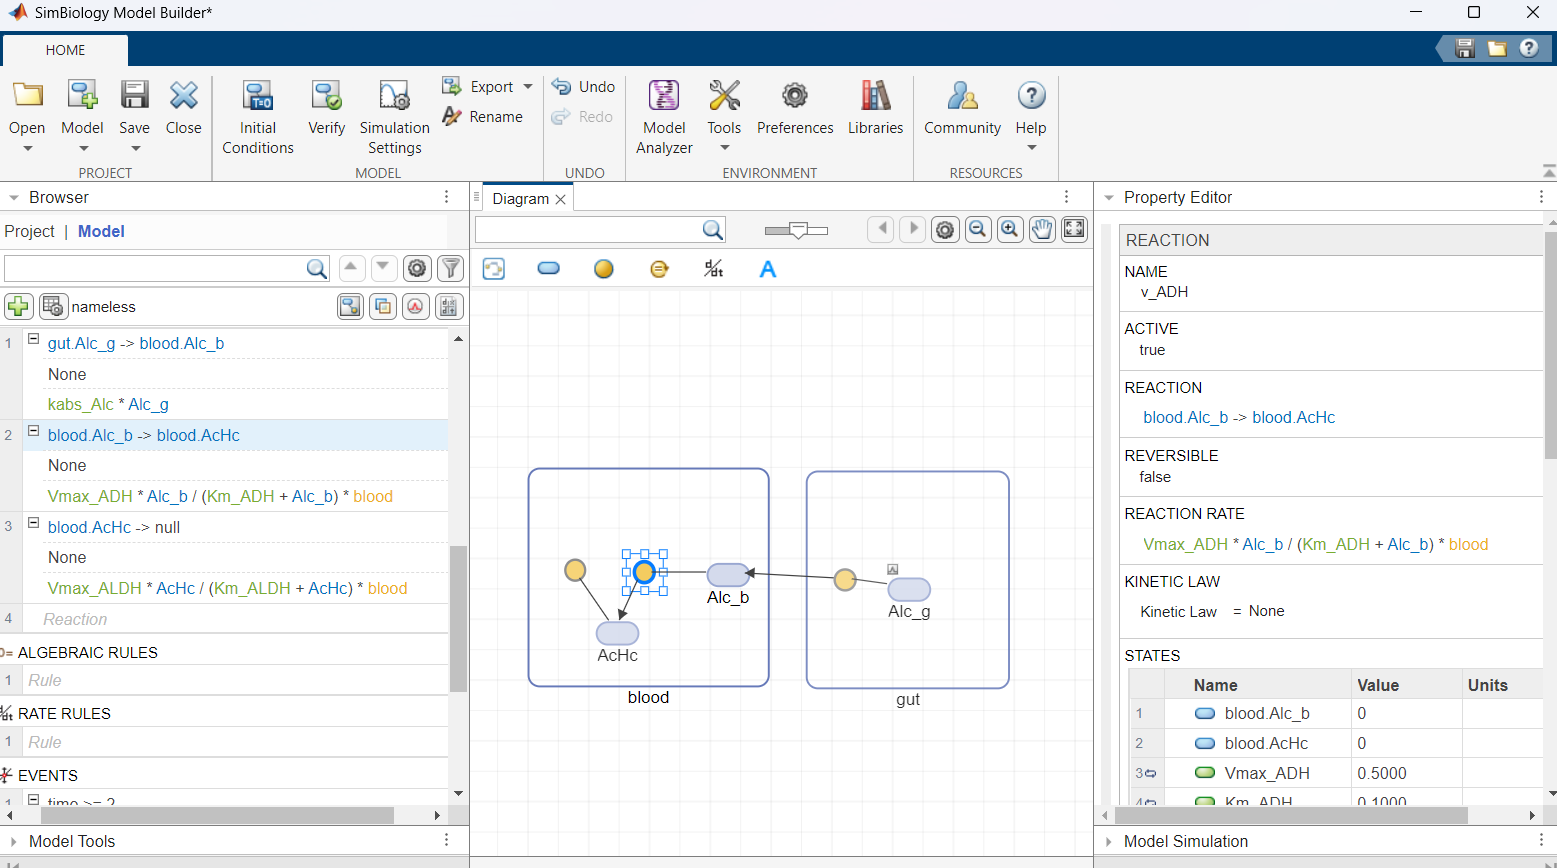 SimBiology Model Builder*
HOME
Open
Model
Save
Close
Initial
Conditions
Verify
Simulation
Settings
Export
Rename
Undo
Redo
Model
Analyzer
Tools
Preferences
Libraries
Community
Help
PROJECT
MODEL
UNDO
ENVIRONMENT
RESOURCES
Browser
Project | Model
nameless
1 gut.Alc_g -> blood.Alc_b
None
kabs_Alc * Alc_g
2 blood.Alc_b -> blood.AcHc
None
Vmax_ADH * Alc_b / (Km_ADH + Alc_b) * blood
3 blood.AcHc -> null
None
Vmax_ALDH * AcHc / (Km_ALDH + AcHc) * blood
4 Reaction
0= ALGEBRAIC RULES
1 Rule
d/dt RATE RULES
1 Rule
EVENTS
1 time >= 2
Model Tools
Diagram
d/dt
A
Alc_b
AcHc
blood
Alc_g
gut
Property Editor
REACTION
NAME
v_ADH
ACTIVE
true
REACTION
blood.Alc_b -> blood.AcHc
REVERSIBLE
false
REACTION RATE
Vmax_ADH * Alc_b / (Km_ADH + Alc_b) * blood
KINETIC LAW
Kinetic Law = None
STATES
Name Value Units
1 blood.Alc_b 0
2 blood.AcHc 0
3 Vmax_ADH 0.5000
4 Km_ADH 0.1000
Model Simulation